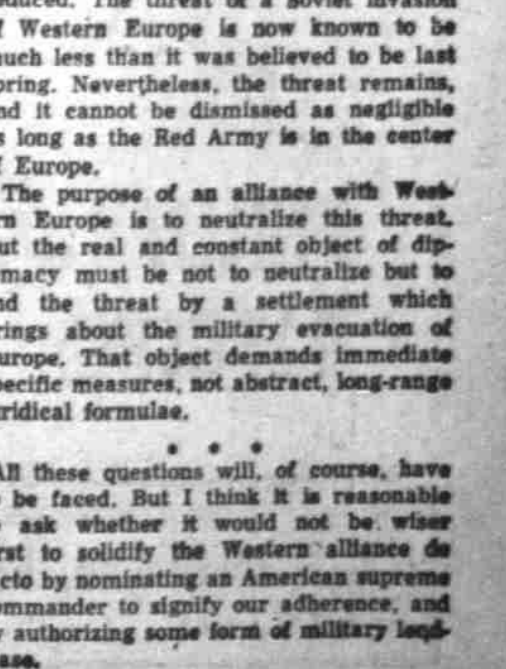 duced. The threat of a Soviet invasion
f Western Europe is now known to be
much less than it was believed to be last
pring. Nevertheless, the threat remains,
nd it cannot be dismissed as negligible
s long as the Red Army is in the center
f Europe.
The purpose of an alliance with West-
rn Europe is to neutralize this threat.
ut the real and constant object of dip-
omacy must be not to neutralize but to
nd the threat by a settlement which
rings about the military evacuation of
urope. That object demands immediate
pecific measures, not abstract, long-range
ridical formulae.
• • •
All these questions will, of course, have
be faced. But I think it is reasonable
ask whether it would not be wiser
rst to solidify the Western alliance de
acto by nominating an American supreme
ommander to signify our adherence, and
y authorizing some form of military lend-
ease.